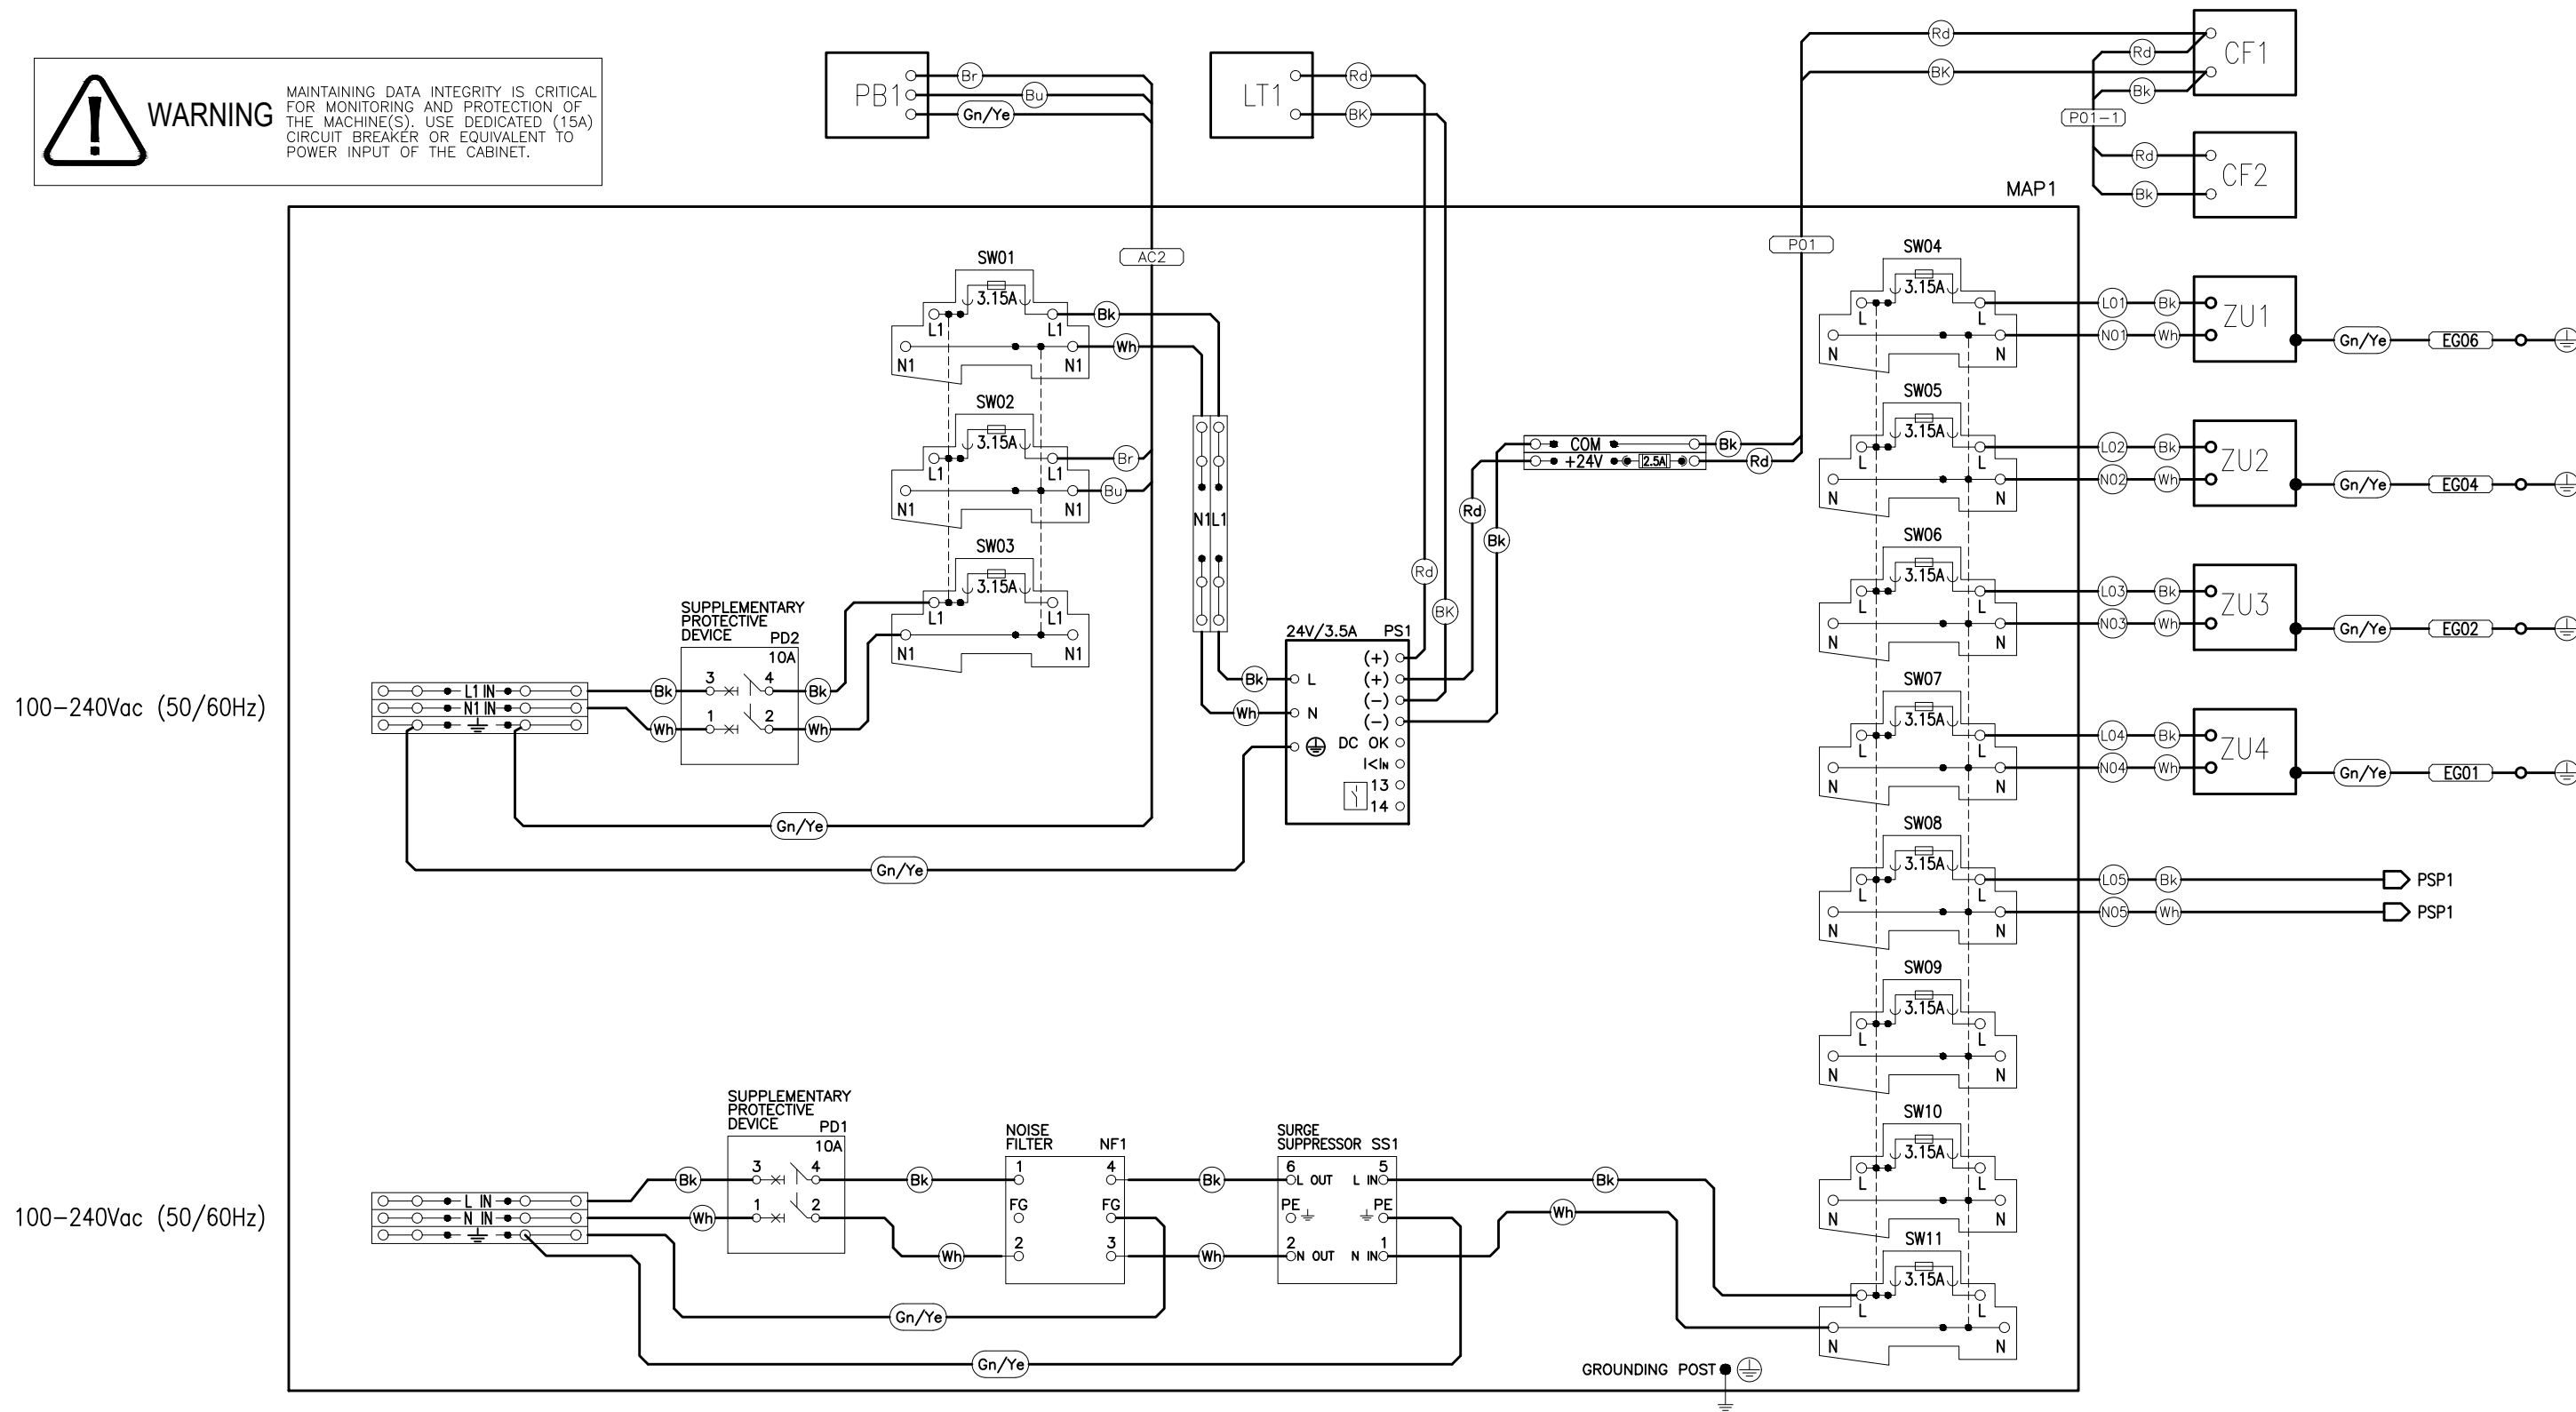 WARNING
MAINTAINING DATA INTEGRITY IS CRITICAL
FOR MONITORING AND PROTECTION OF
THE MACHINE(S). USE DEDICATED (15A)
CIRCUIT BREAKER OR EQUIVALENT TO
POWER INPUT OF THE CABINET.
PB1
Br
Bu
Gn/Ye
LT1
Rd
BK
Rd
BK
CF1
Rd
Bk
P01-1
Rd
Bk
CF2
MAP1
AC2
P01
SW01
3.15A
L1 L1
N1 N1
Bk
Wh
SW02
3.15A
L1 L1
N1 N1
Br
Bu
SW03
3.15A
L1 L1
N1 N1
N1 L1
SUPPLEMENTARY
PROTECTIVE
DEVICE
PD2
10A
3 4
1 2
Bk
Wh
Bk
Wh
100-240Vac (50/60Hz)
L1 IN
N1 IN
Gn/Ye
Gn/Ye
24V/3.5A PS1
Bk
L
Wh
N
(+)
(+)
(-)
(-)
DC OK
I<IN
13
14
Rd
BK
Rd
Bk
COM
+24V
2.5A
Bk
Rd
SW04
3.15A
L L
N N
L01 Bk
N01 Wh
ZU1
Gn/Ye
EG06
SW05
3.15A
L L
N N
L02 Bk
N02 Wh
ZU2
Gn/Ye
EG04
SW06
3.15A
L L
N N
L03 Bk
N03 Wh
ZU3
Gn/Ye
EG02
SW07
3.15A
L L
N N
L04 Bk
N04 Wh
ZU4
Gn/Ye
EG01
SW08
3.15A
L L
N N
L05 Bk
PSP1
N05 Wh
PSP1
SW09
3.15A
L L
N N
SW10
3.15A
L L
N N
SW11
3.15A
L L
N N
100-240Vac (50/60Hz)
L IN
N IN
SUPPLEMENTARY
PROTECTIVE
DEVICE
PD1
10A
3 4
1 2
Bk
Wh
Bk
Wh
NOISE
FILTER
NF1
1 4
FG FG
2 3
Bk
Wh
SURGE
SUPPRESSOR SS1
6 5
L OUT L IN
PE PE
2 1
N OUT N IN
Bk
Wh
Gn/Ye
Gn/Ye
GROUNDING POST